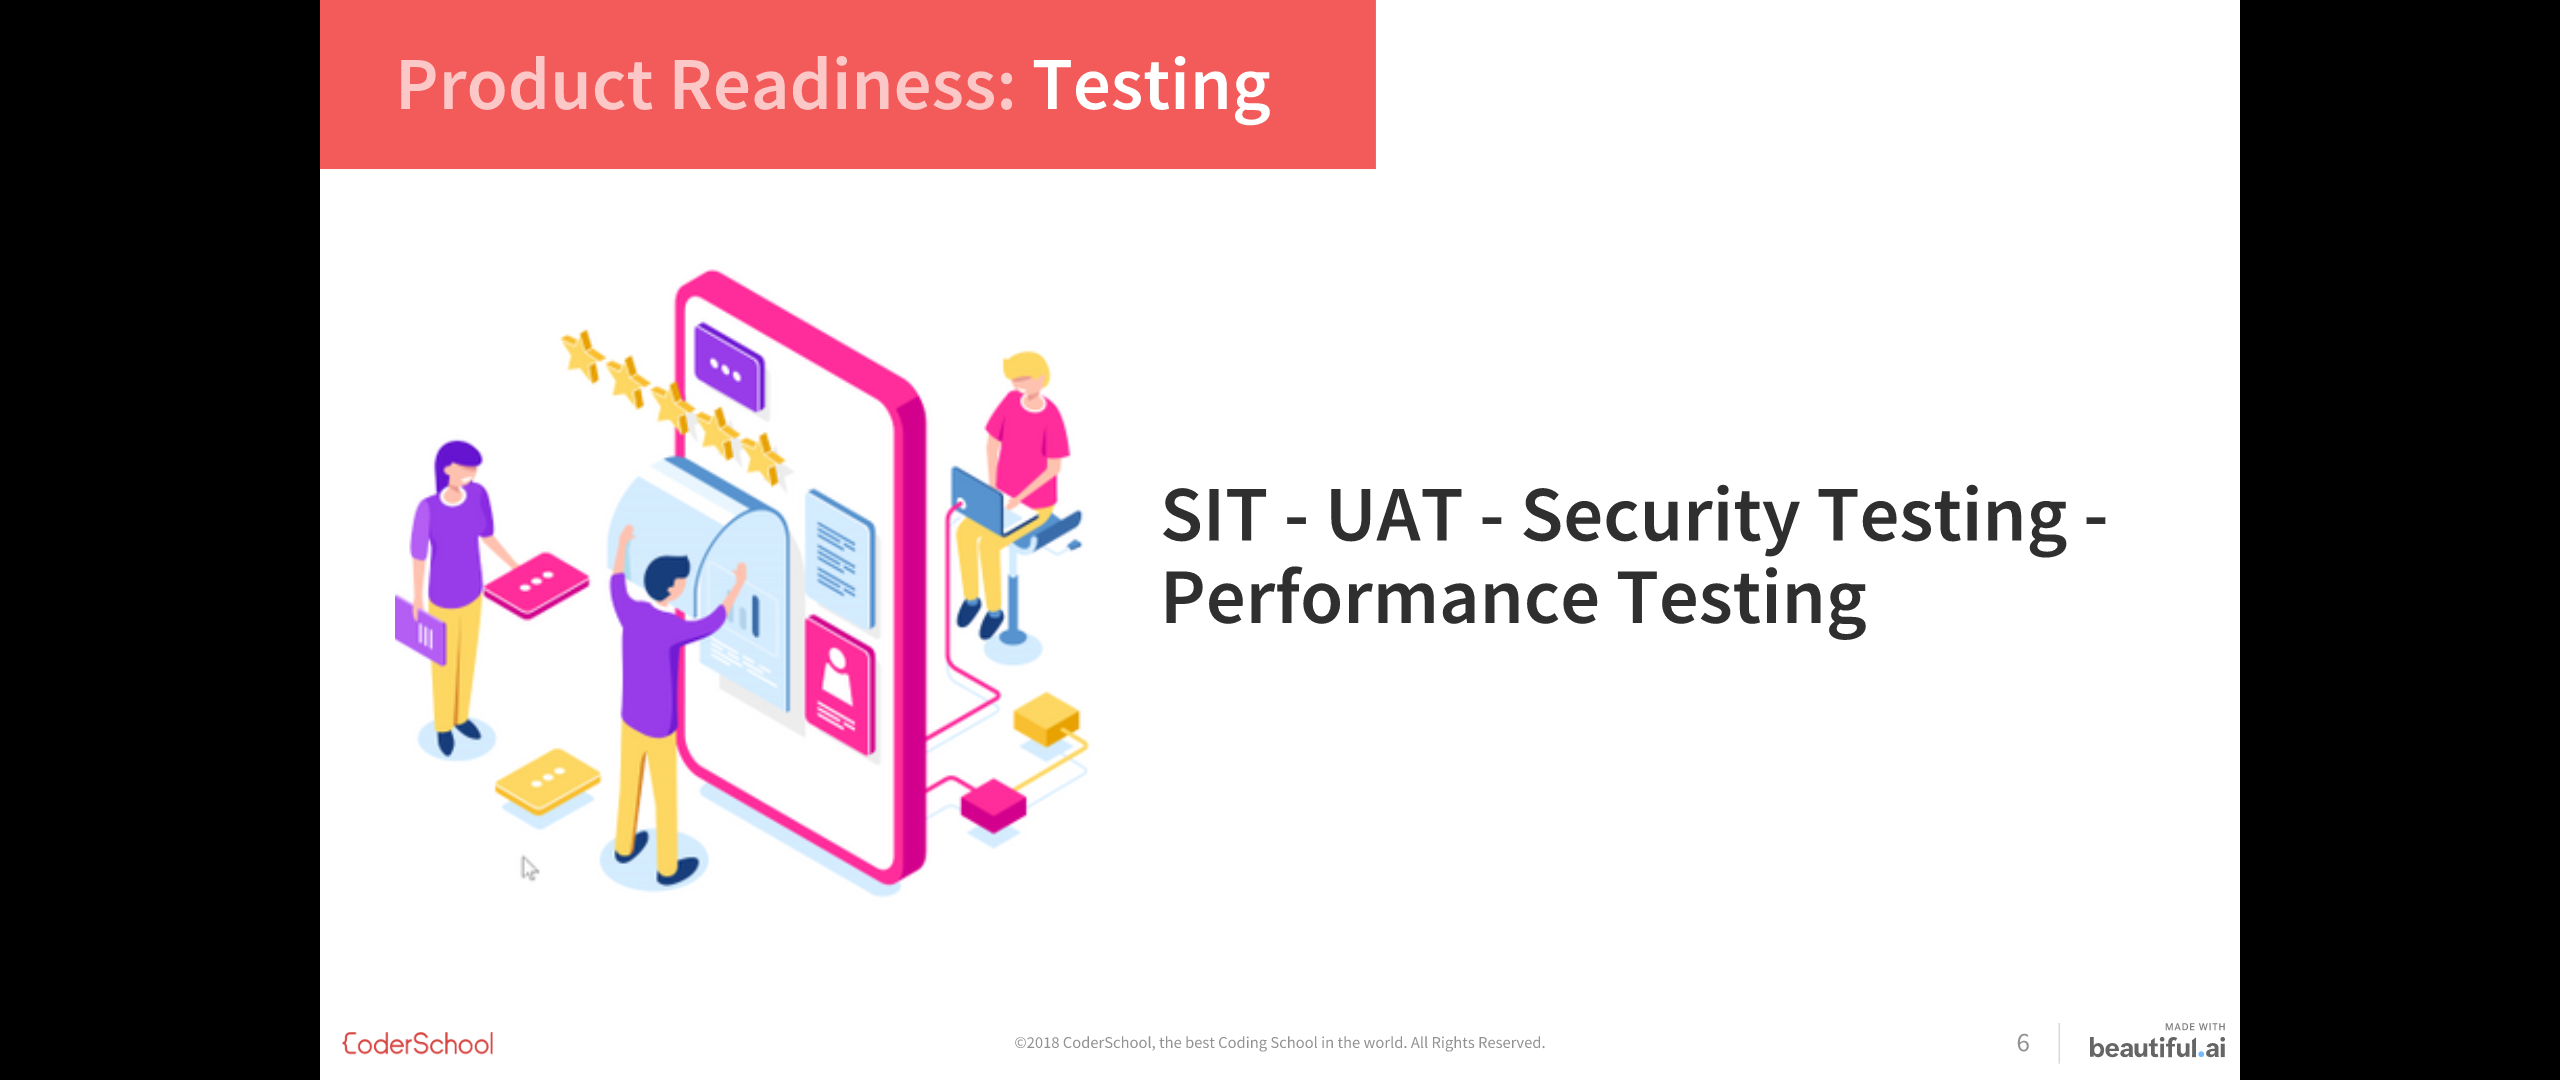 Product Readiness: Testing
SIT - UAT - Security Testing -
Performance Testing
CoderSchool
©2018 CoderSchool, the best Coding School in the world. All Rights Reserved.
6
MADE WITH
beautiful.ai